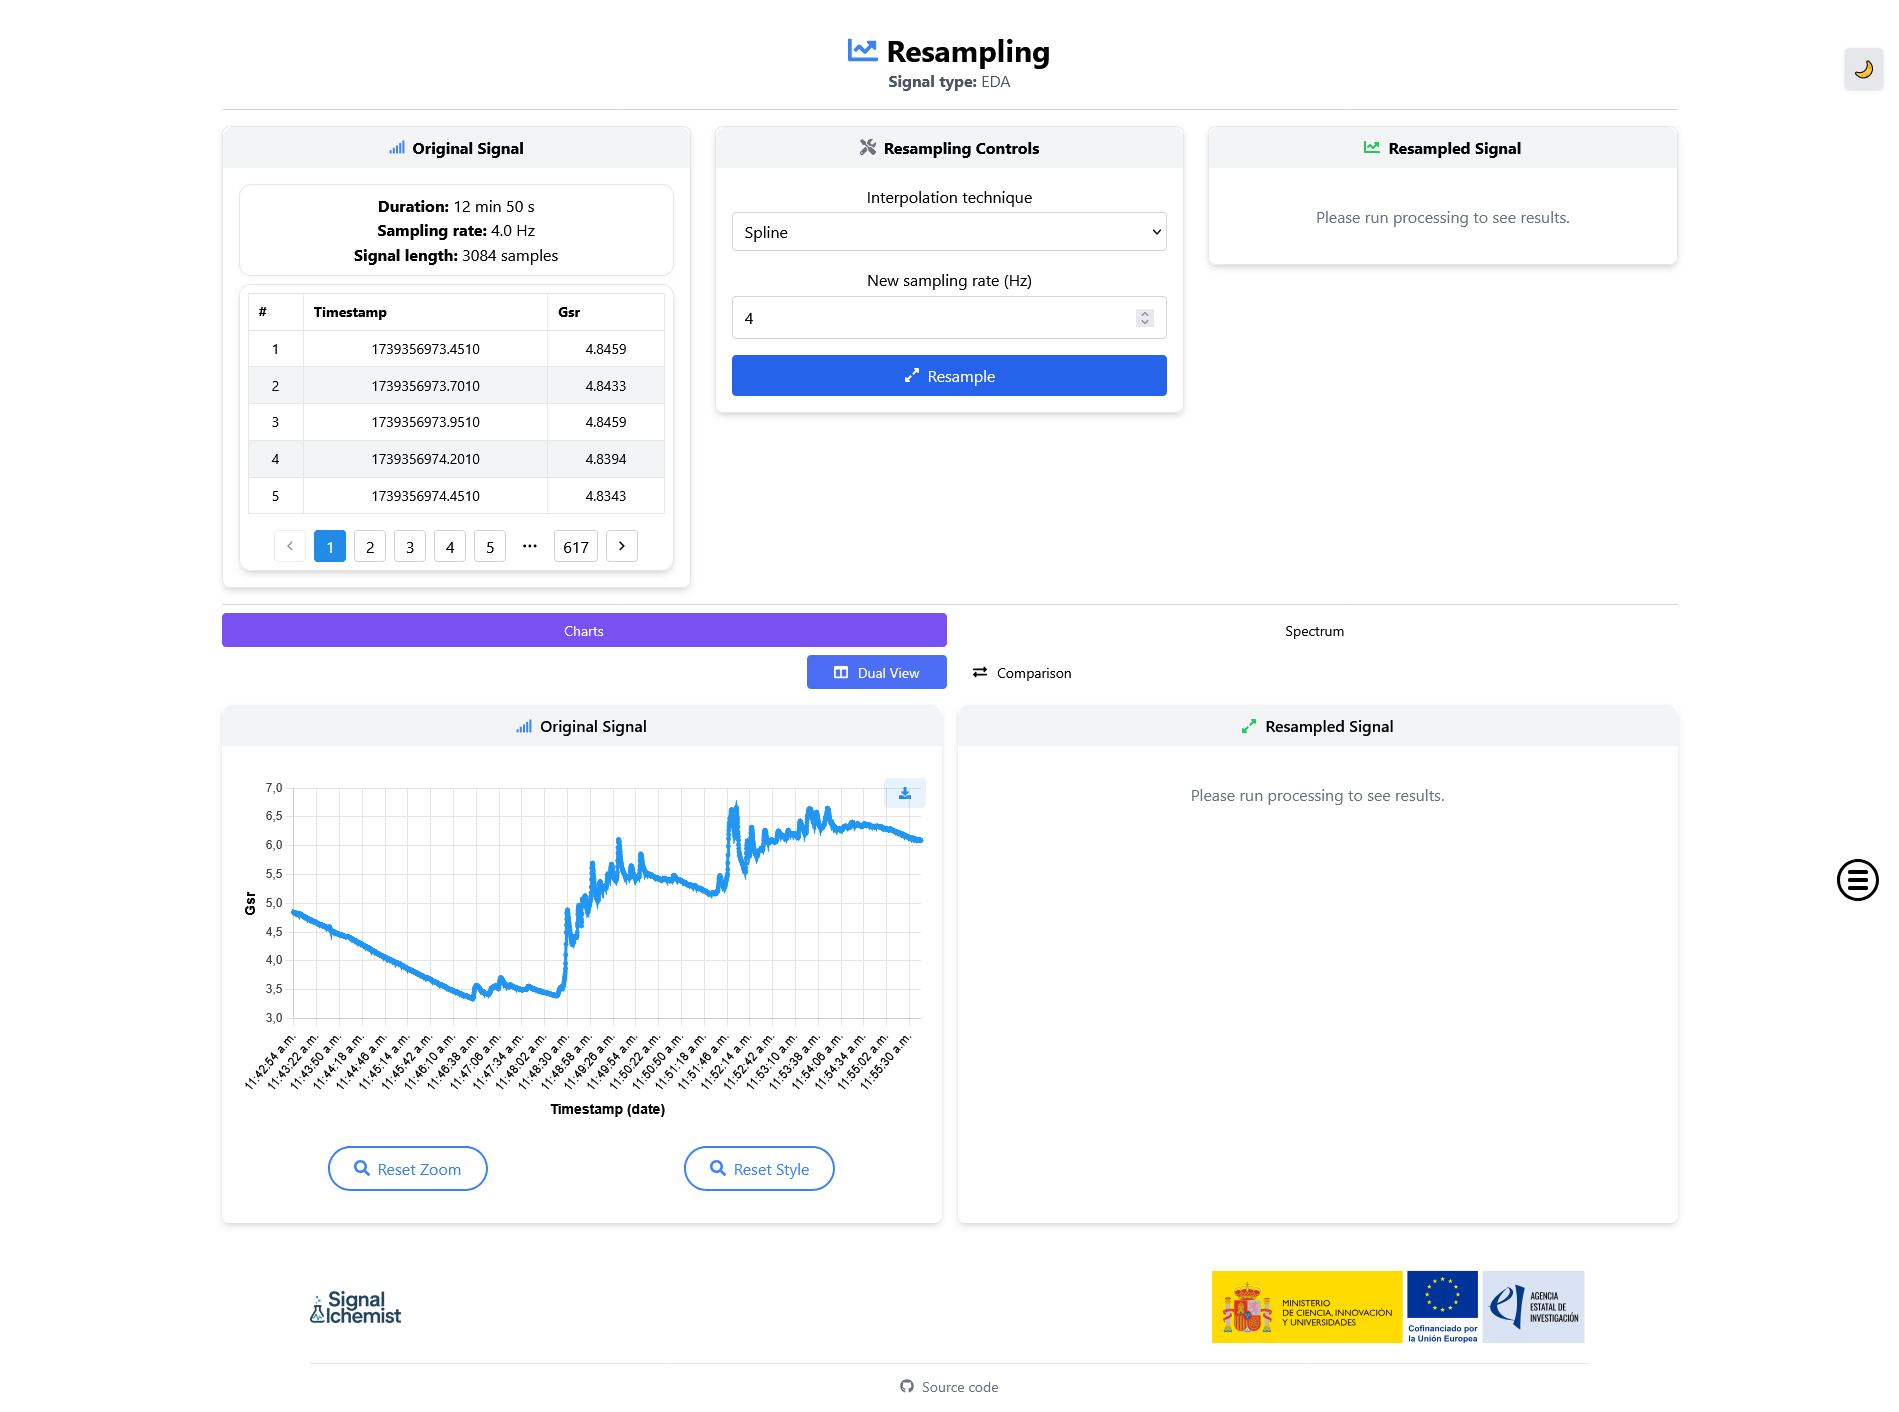 Resampling
Signal type: EDA
Original Signal
Duration: 12 min 50 s
Sampling rate: 4.0 Hz
Signal length: 3084 samples
# Timestamp Gsr
1 1739356973.4510 4.8459
2 1739356973.7010 4.8433
3 1739356973.9510 4.8459
4 1739356974.2010 4.8394
5 1739356974.4510 4.8343
1 2 3 4 5 ••• 617
Resampling Controls
Interpolation technique
Spline
New sampling rate (Hz)
4
Resample
Resampled Signal
Please run processing to see results.
Charts
Spectrum
Dual View
Comparison
Original Signal
7,0
6,5
6,0
5,5
5,0
4,5
4,0
3,5
3,0
Gsr
11:42:54 a.m.
11:43:22 a.m.
11:43:50 a.m.
11:44:18 a.m.
11:44:46 a.m.
11:45:14 a.m.
11:45:42 a.m.
11:46:10 a.m.
11:46:38 a.m.
11:47:06 a.m.
11:47:34 a.m.
11:48:02 a.m.
11:48:30 a.m.
11:48:58 a.m.
11:49:26 a.m.
11:49:54 a.m.
11:50:22 a.m.
11:50:50 a.m.
11:51:18 a.m.
11:51:46 a.m.
11:52:14 a.m.
11:52:42 a.m.
11:53:10 a.m.
11:53:38 a.m.
11:54:06 a.m.
11:54:34 a.m.
11:55:02 a.m.
11:55:30 a.m.
Timestamp (date)
Reset Zoom
Reset Style
Resampled Signal
Please run processing to see results.
Signal
lchemist
MINISTERIO
DE CIENCIA, INNOVACIÓN
Y UNIVERSIDADES
Cofinanciado por
la Unión Europea
AGENCIA
ESTATAL DE
INVESTIGACIÓN
Source code